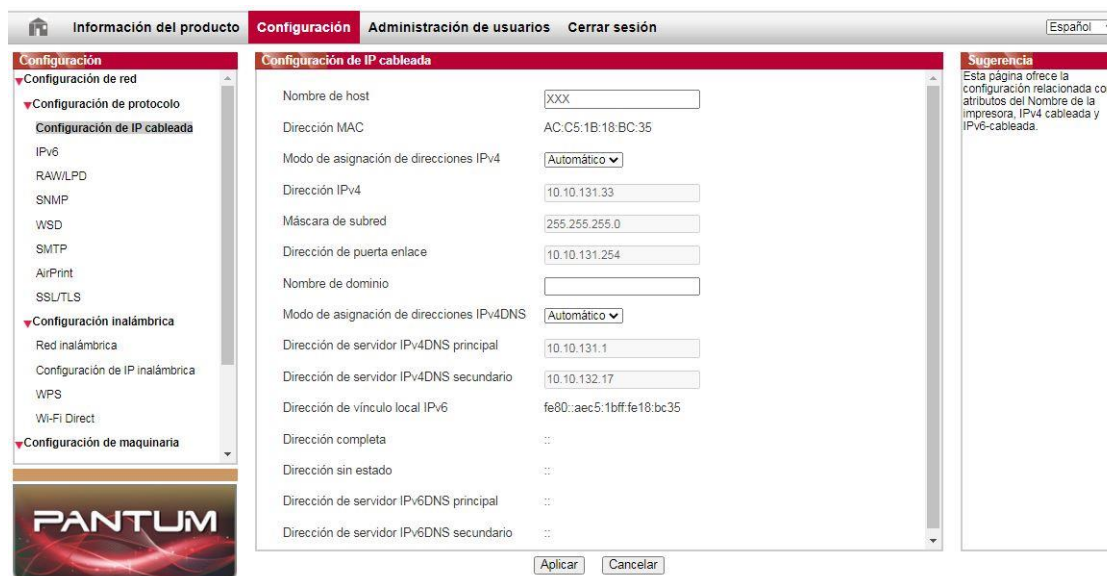 Información del producto Configuración Administración de usuarios Cerrar sesión Español
Configuración
Configuración de red
Configuración de protocolo
Configuración de IP cableada
IPv6
RAW/LPD
SNMP
WSD
SMTP
AirPrint
SSL/TLS
Configuración inalámbrica
Red inalámbrica
Configuración de IP inalámbrica
WPS
Wi-Fi Direct
Configuración de maquinaria
PANTUM
Configuración de IP cableada
Nombre de host XXX
Dirección MAC AC:C5:1B:18:BC:35
Modo de asignación de direcciones IPv4 Automático
Dirección IPv4 10.10.131.33
Máscara de subred 255.255.255.0
Dirección de puerta enlace 10.10.131.254
Nombre de dominio
Modo de asignación de direcciones IPv4DNS Automático
Dirección de servidor IPv4DNS principal 10.10.131.1
Dirección de servidor IPv4DNS secundario 10.10.132.17
Dirección de vínculo local IPv6 fe80::aec5:1bff:fe18:bc35
Dirección completa ::
Dirección sin estado ::
Dirección de servidor IPv6DNS principal ::
Dirección de servidor IPv6DNS secundario ::
Aplicar Cancelar
Sugerencia
Esta página ofrece la
configuración relacionada co
atributos del Nombre de la
impresora, IPv4 cableada y
IPv6-cableada.